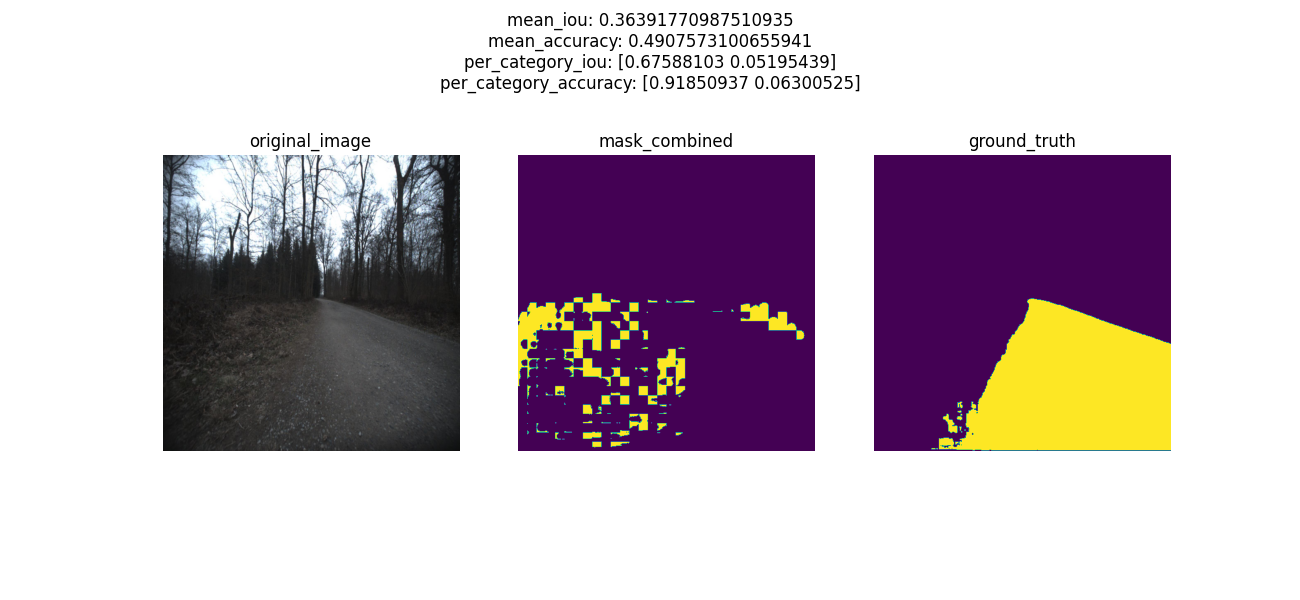 mean_iou: 0.36391770987510935
mean_accuracy: 0.4907573100655941
per_category_iou: [0.67588103 0.05195439]
per_category_accuracy: [0.91850937 0.06300525]
original_image
mask_combined
ground_truth